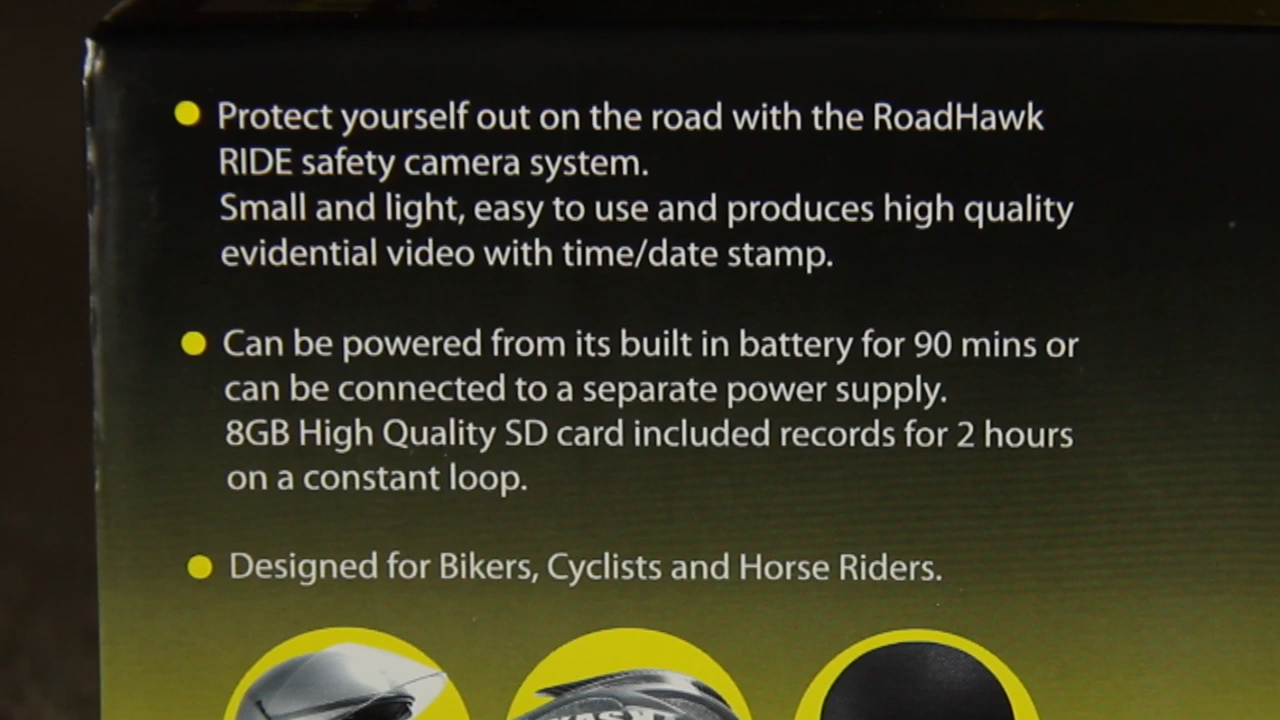 Protect yourself out on the road with the RoadHawk
RIDE safety camera system.
Small and light, easy to use and produces high quality
evidential video with time/date stamp.
Can be powered from its built in battery for 90 mins or
can be connected to a separate power supply.
8GB High Quality SD card included records for 2 hours
on a constant loop.
Designed for Bikers, Cyclists and Horse Riders.